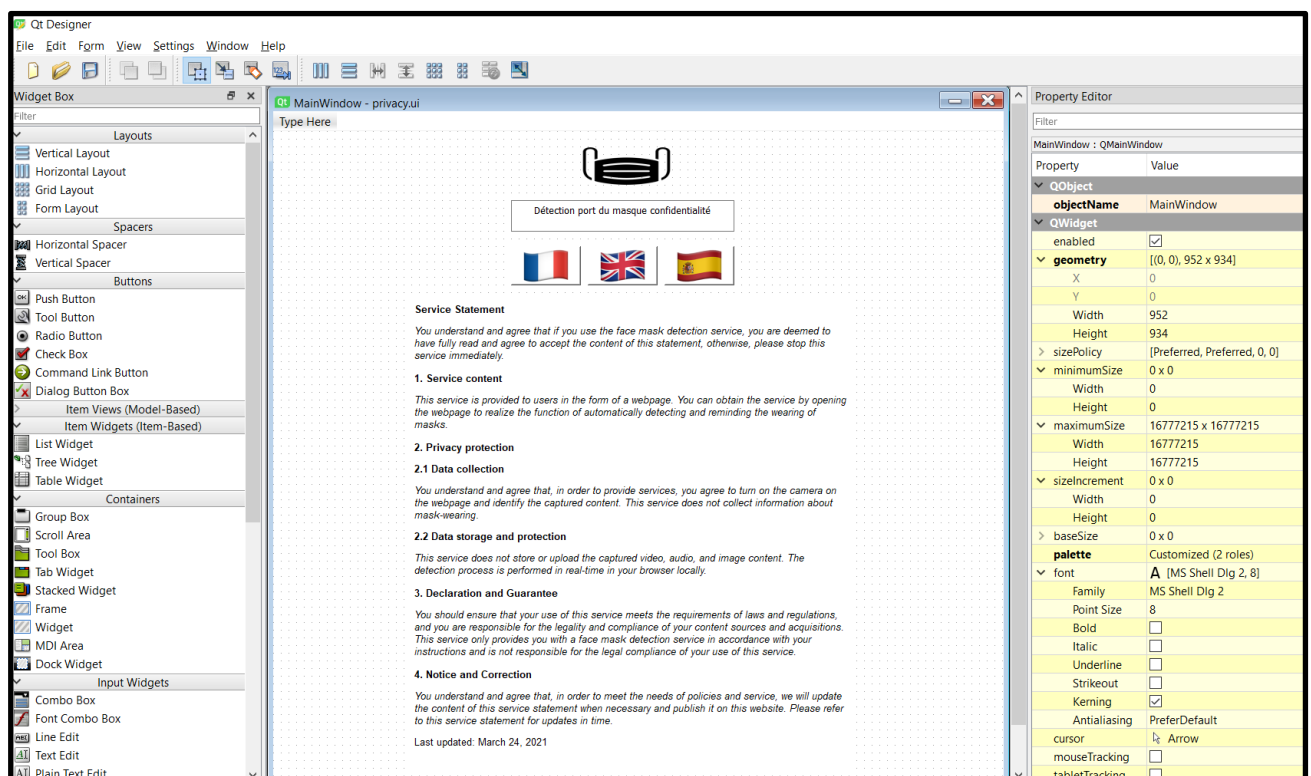 Qt Designer
File Edit Form View Settings Window Help
Widget Box
Filter
Layouts
Vertical Layout
Horizontal Layout
Grid Layout
Form Layout
Spacers
Horizontal Spacer
Vertical Spacer
Buttons
Push Button
Tool Button
Radio Button
Check Box
Command Link Button
Dialog Button Box
Item Views (Model-Based)
Item Widgets (Item-Based)
List Widget
Tree Widget
Table Widget
Containers
Group Box
Scroll Area
Tool Box
Tab Widget
Stacked Widget
Frame
Widget
MDI Area
Dock Widget
Input Widgets
Combo Box
Font Combo Box
Line Edit
Text Edit
Plain Text Edit
MainWindow - privacy.ui
Type Here
Détection port du masque confidentialité
Service Statement
You understand and agree that if you use the face mask detection service, you are deemed to
have fully read and agree to accept the content of this statement, otherwise, please stop this
service immediately.
1. Service content
This service is provided to users in the form of a webpage. You can obtain the service by opening
the webpage to realize the function of automatically detecting and reminding the wearing of
masks.
2. Privacy protection
2.1 Data collection
You understand and agree that, in order to provide services, you agree to turn on the camera on
the webpage and identify the captured content. This service does not collect information about
mask-wearing.
2.2 Data storage and protection
This service does not store or upload the captured video, audio, and image content. The
detection process is performed in real-time in your browser locally.
3. Declaration and Guarantee
You should ensure that your use of this service meets the requirements of laws and regulations,
and you are responsible for the legality and compliance of your content sources and acquisitions.
This service only provides you with a face mask detection service in accordance with your
instructions and is not responsible for the legal compliance of your use of this service.
4. Notice and Correction
You understand and agree that, in order to meet the needs of policies and service, we will update
the content of this service statement when necessary and publish it on this website. Please refer
to this service statement for updates in time.
Last updated: March 24, 2021
Property Editor
Filter
MainWindow : QMainWindow
Property Value
QObject
objectName MainWindow
QWidget
enabled
geometry [(0, 0), 952 x 934]
X 0
Y 0
Width 952
Height 934
sizePolicy [Preferred, Preferred, 0, 0]
minimumSize 0 x 0
Width 0
Height 0
maximumSize 16777215 x 16777215
Width 16777215
Height 16777215
sizeIncrement 0 x 0
Width 0
Height 0
baseSize 0 x 0
palette Customized (2 roles)
font A [MS Shell Dlg 2, 8]
Family MS Shell Dlg 2
Point Size 8
Bold
Italic
Underline
Strikeout
Kerning
Antialiasing PreferDefault
cursor Arrow
mouseTracking
tabletTracking